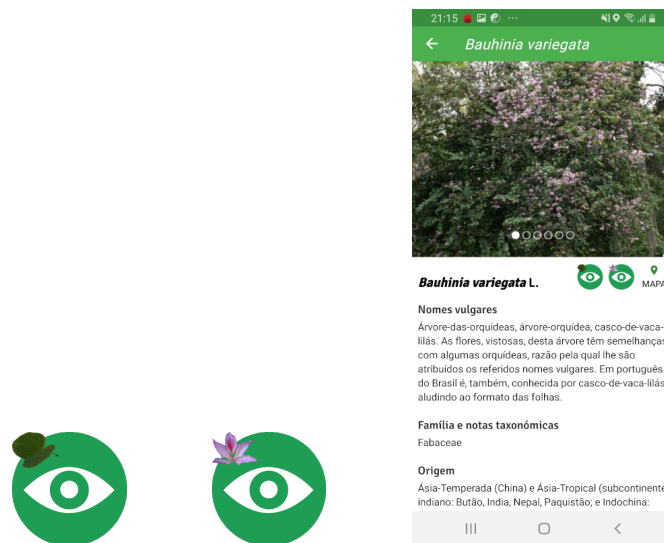 21:15
Bauhinia variegata
Bauhinia variegata L.
MAPA
Nomes vulgares
Árvore-das-orquídeas, árvore-orquídea, casco-de-vaca-
lilás. As flores, vistosas, desta árvore têm semelhanças
com algumas orquídeas, razão pela qual lhe são
atribuídos os referidos nomes vulgares. Em português
do Brasil é, também, conhecida por casco-de-vaca-lilás,
aludindo ao formato das folhas.
Família e notas taxonómicas
Fabaceae
Origem
Ásia-Temperada (China) e Ásia-Tropical (subcontinente
indiano: Butão, India, Nepal, Paquistão; e Indochina: